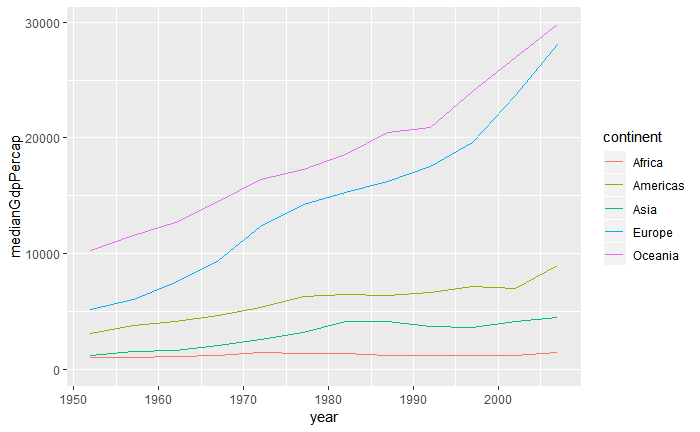 30000
20000
10000
0
medianGdpPercap
1950
1960
1970
1980
1990
2000
year
continent
Africa
Americas
Asia
Europe
Oceania